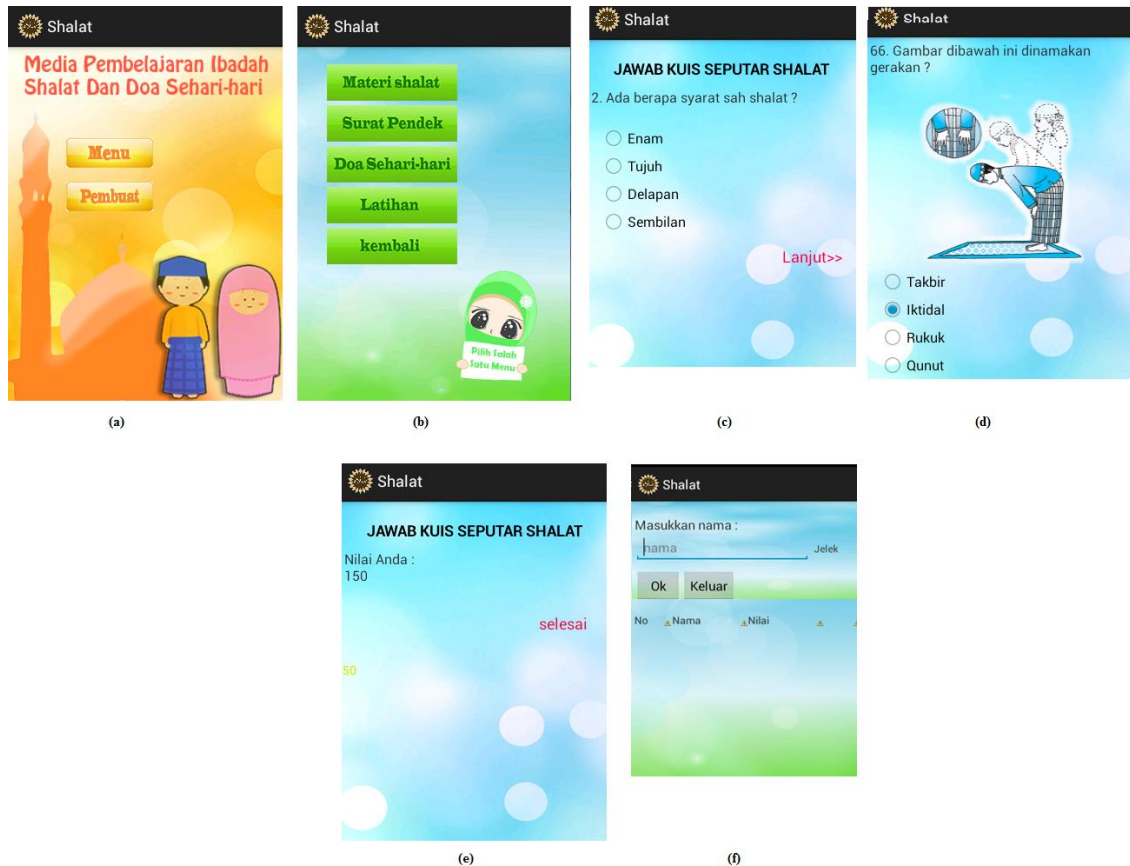 Shalat
Media Pembelajaran Ibadah
Shalat Dan Doa Sehari-hari
Menu
Pembuat
(a)
Shalat
Materi shalat
Surat Pendek
Doa Sehari-hari
Latihan
kembali
Pilih Salah
Satu Menu
(b)
Shalat
JAWAB KUIS SEPUTAR SHALAT
2. Ada berapa syarat sah shalat ?
Enam
Tujuh
Delapan
Sembilan
Lanjut>>
(c)
Shalat
66. Gambar dibawah ini dinamakan
gerakan ?
Takbir
Iktidal
Rukuk
Qunut
(d)
Shalat
JAWAB KUIS SEPUTAR SHALAT
Nilai Anda :
150
selesai
50
(e)
Shalat
Masukkan nama :
nama Jelek
Ok Keluar
No Nama Nilai
(f)